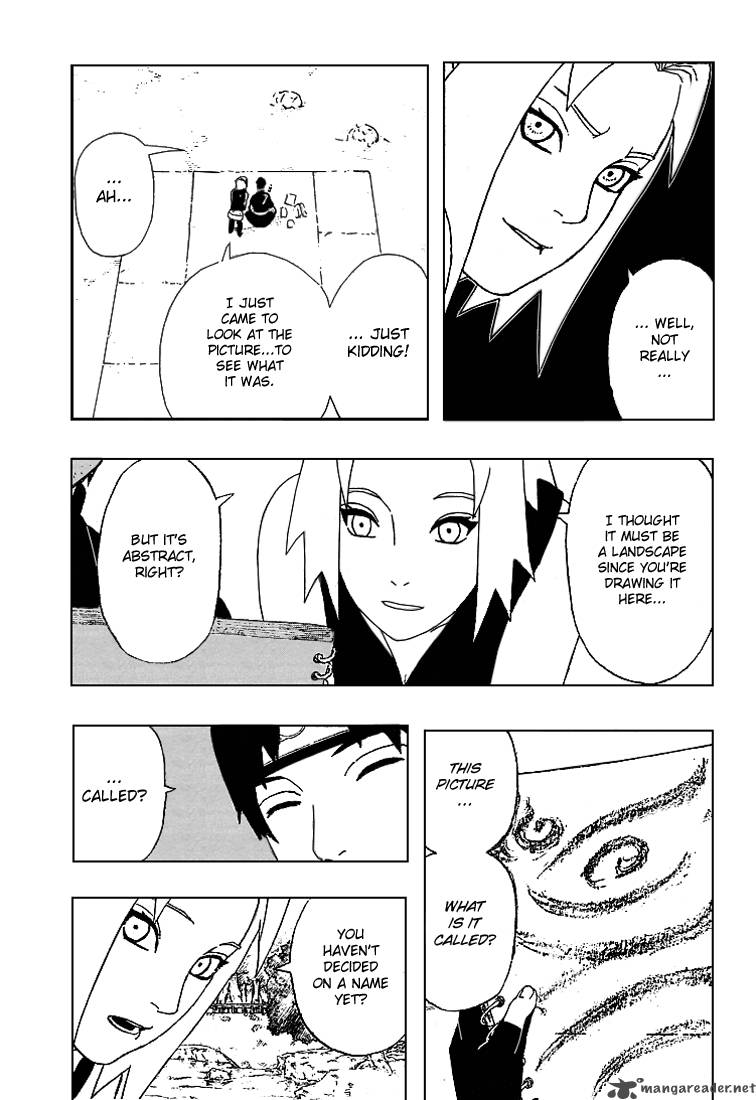 ... WELL,
NOT
REALLY
...
... JUST
KIDDING!
I JUST
CAME TO
LOOK AT THE
PICTURE...TO
SEE WHAT
IT WAS.
...
AH...
I THOUGHT
IT MUST BE
A LANDSCAPE
SINCE YOU'RE
DRAWING IT
HERE...
BUT IT'S
ABSTRACT,
RIGHT?
THIS
PICTURE
...
WHAT
IS IT
CALLED?
...
CALLED?
YOU
HAVEN'T
DECIDED
ON A NAME
YET?
mangareader.net